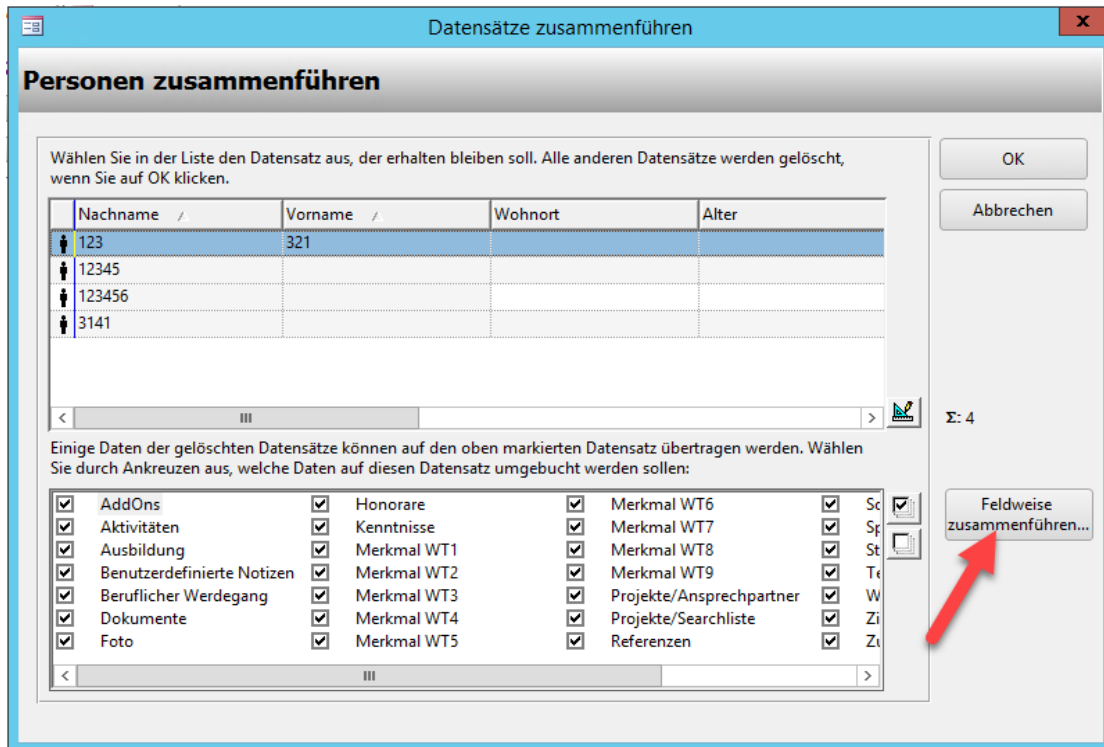 Datensätze zusammenführen
x
Personen zusammenführen
Wählen Sie in der Liste den Datensatz aus, der erhalten bleiben soll. Alle anderen Datensätze werden gelöscht,
wenn Sie auf OK klicken.
OK
Abbrechen
Nachname Vorname Wohnort Alter
123 321
12345
123456
3141
Σ: 4
Einige Daten der gelöschten Datensätze können auf den oben markierten Datensatz übertragen werden. Wählen
Sie durch Ankreuzen aus, welche Daten auf diesen Datensatz umgebucht werden sollen:
AddOns Honorare Merkmal WT6
Aktivitäten Kenntnisse Merkmal WT7
Ausbildung Merkmal WT1 Merkmal WT8
Benutzerdefinierte Notizen Merkmal WT2 Merkmal WT9
Beruflicher Werdegang Merkmal WT3 Projekte/Ansprechpartner
Dokumente Merkmal WT4 Projekte/Searchliste
Foto Merkmal WT5 Referenzen
Feldweise
zusammenführen...